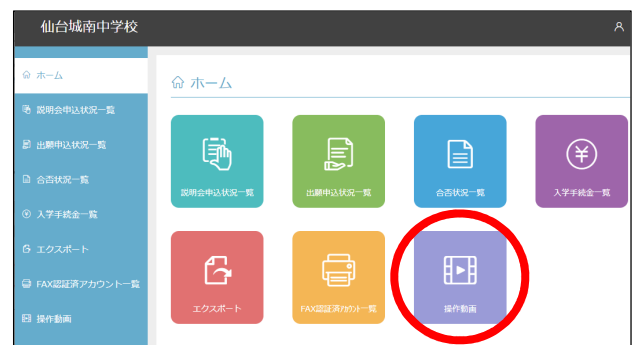 仙台城南中学校
ホーム
説明会申込状況一覧
出願申込状況一覧
合否状況一覧
入学手続金一覧
エクスポート
FAX認証済アカウント一覧
操作動画
ホーム
説明会申込状況一覧
出願申込状況一覧
合否状況一覧
入学手続金一覧
エクスポート
FAX認証済アカウント一覧
操作動画